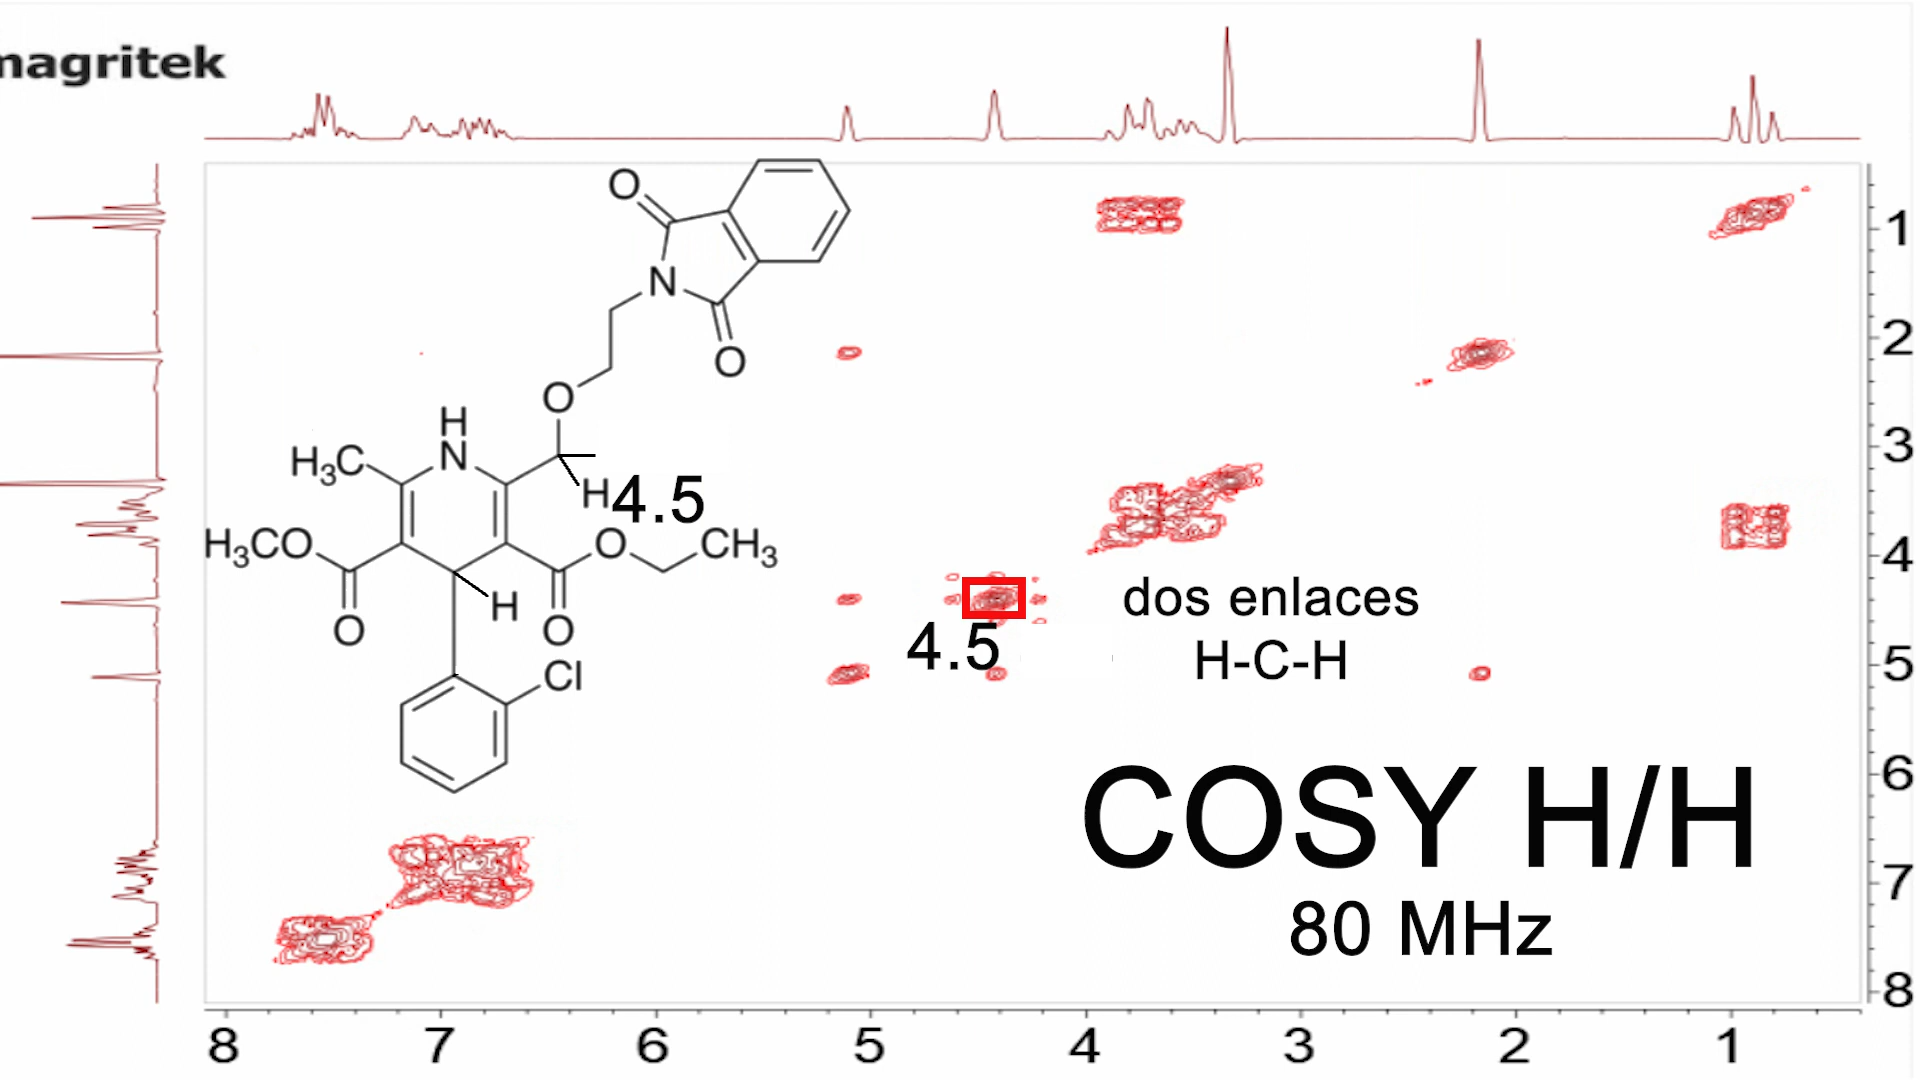 magritek
O
N
O
O
H
N
H₃C
H4.5
H₃CO
O
CH₃
H
O
O
Cl
4.5
dos enlaces
H-C-H
COSY H/H
80 MHz
1
2
3
4
5
6
7
8
8 7 6 5 4 3 2 1